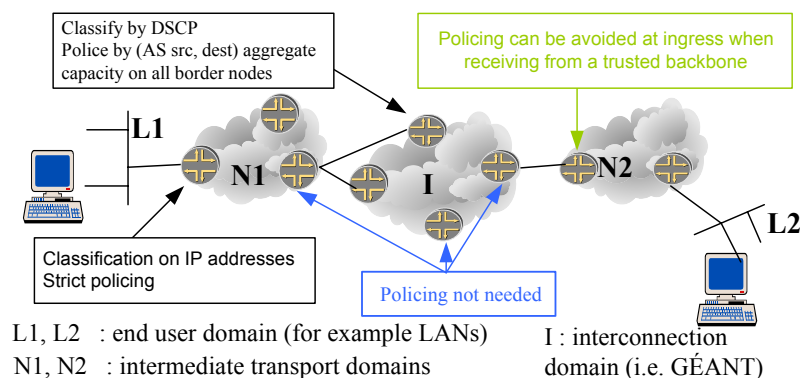 Classify by DSCP
Police by (AS src, dest) aggregate
capacity on all border nodes
Policing can be avoided at ingress when
receiving from a trusted backbone
L1
N1
I
N2
L2
Classification on IP addresses
Strict policing
Policing not needed
L1, L2 : end user domain (for example LANs)
N1, N2 : intermediate transport domains
I : interconnection
domain (i.e. GÉANT)